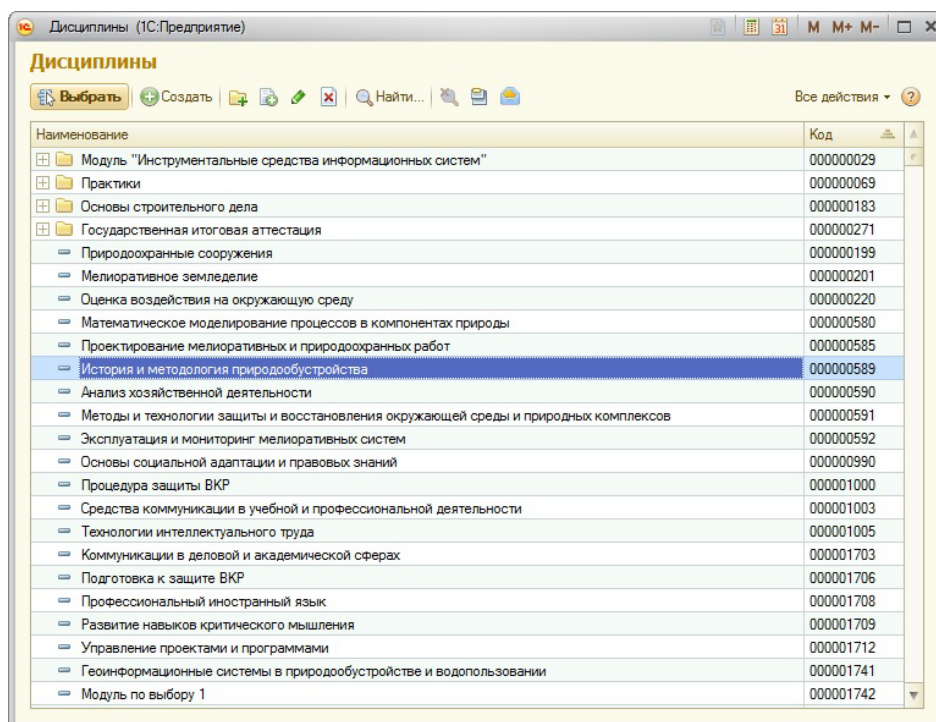 Дисциплины (1С:Предприятие)
31 M M+ M-
Дисциплины
Выбрать Создать Найти... Все действия ?
Наименование Код
Модуль "Инструментальные средства информационных систем" 000000029
Практики 000000069
Основы строительного дела 000000183
Государственная итоговая аттестация 000000271
Природоохранные сооружения 000000199
Мелиоративное земледелие 000000201
Оценка воздействия на окружающую среду 000000220
Математическое моделирование процессов в компонентах природы 000000580
Проектирование мелиоративных и природоохранных работ 000000585
История и методология природообустройства 000000589
Анализ хозяйственной деятельности 000000590
Методы и технологии защиты и восстановления окружающей среды и природных комплексов 000000591
Эксплуатация и мониторинг мелиоративных систем 000000592
Основы социальной адаптации и правовых знаний 000000990
Процедура защиты ВКР 000001000
Средства коммуникации в учебной и профессиональной деятельности 000001003
Технологии интеллектуального труда 000001005
Коммуникации в деловой и академической сферах 000001703
Подготовка к защите ВКР 000001706
Профессиональный иностранный язык 000001708
Развитие навыков критического мышления 000001709
Управление проектами и программами 000001712
Геоинформационные системы в природообустройстве и водопользовании 000001741
Модуль по выбору 1 000001742